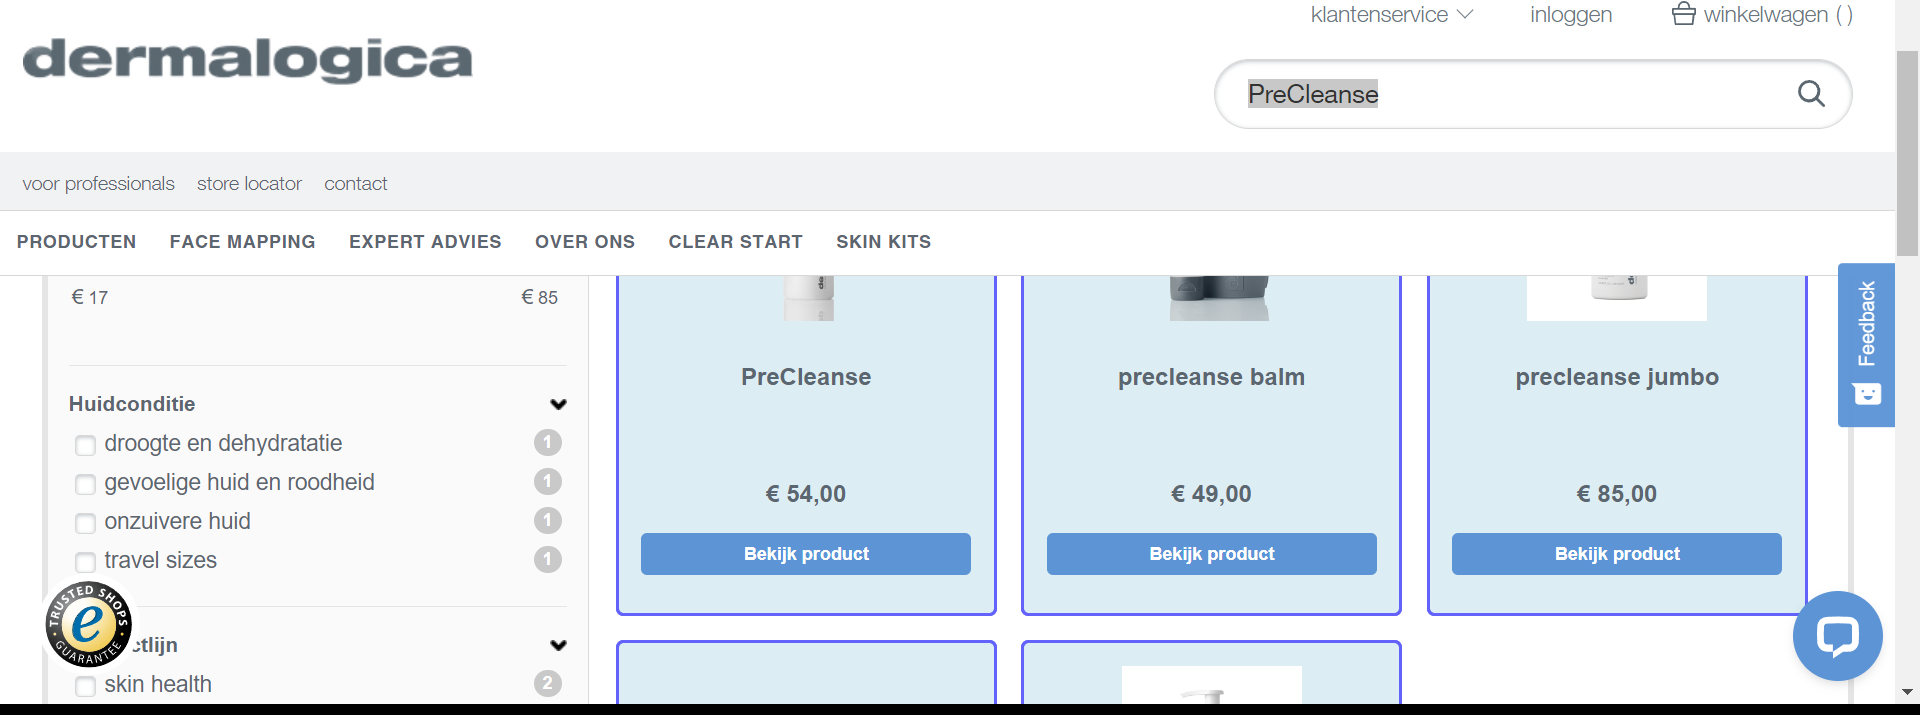 klantenservice
inloggen
winkelwagen ( )
dermalogica
PreCleanse
voor professionals
store locator
contact
PRODUCTEN
FACE MAPPING
EXPERT ADVIES
OVER ONS
CLEAR START
SKIN KITS
€ 17
€ 85
Huidconditie
droogte en dehydratatie
1
gevoelige huid en roodheid
1
onzuivere huid
1
travel sizes
1
TRUSTED SHOPS
e
GUARANTEE
ctlijn
skin health
2
PreCleanse
€ 54,00
Bekijk product
precleanse balm
€ 49,00
Bekijk product
precleanse jumbo
€ 85,00
Bekijk product
Feedback